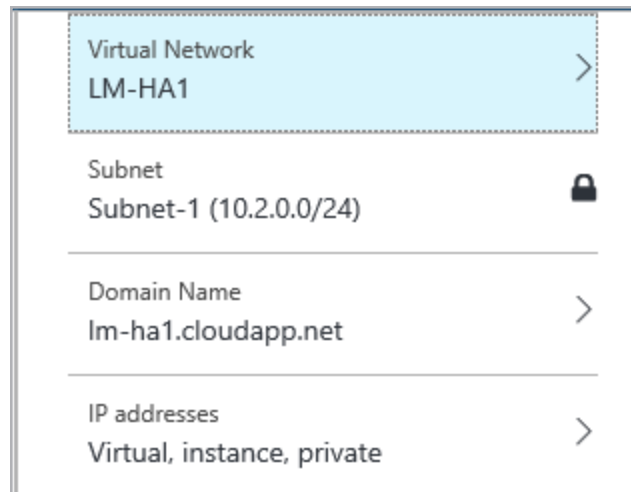 Virtual Network
LM-HA1
Subnet
Subnet-1 (10.2.0.0/24)
Domain Name
lm-ha1.cloudapp.net
IP addresses
Virtual, instance, private